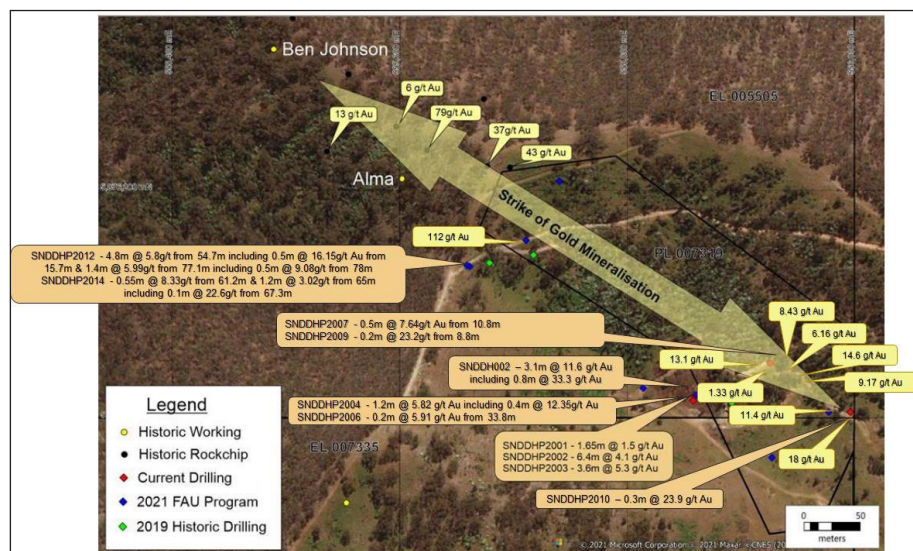 Ben Johnson
EL 005505
6 g/t Au
13 g/t Au
79g/t Au
37g/t Au
43 g/t Au
Alma
Strike of Gold Mineralisation
PL 007319
112 g/t Au
SNDDHP2012 - 4.8m @ 5.8g/t from 54.7m including 0.5m @ 16.15g/t Au from
15.7m & 1.4m @ 5.99g/t from 77.1m including 0.5m @ 9.08g/t from 78m
SNDDHP2014 - 0.55m @ 8.33g/t from 61.2m & 1.2m @ 3.02g/t from 65m
including 0.1m @ 22.6g/t from 67.3m
SNDDHP2007 - 0.5m @ 7.64g/t Au from 10.8m
SNDDHP2009 - 0.2m @ 23.2g/t from 8.8m
8.43 g/t Au
6.16 g/t Au
13.1 g/t Au
14.6 g/t Au
SNDDH002 – 3.1m @ 11.6 g/t Au
including 0.8m @ 33.3 g/t Au
1.33 g/t Au
9.17 g/t Au
SNDDHP2004 - 1.2m @ 5.82 g/t Au including 0.4m @ 12.35g/t Au
SNDDHP2006 - 0.2m @ 5.91 g/t Au from 33.8m
11.4 g/t Au
SNDDHP2001 - 1.65m @ 1.5 g/t Au
SNDDHP2002 - 6.4m @ 4.1 g/t Au
SNDDHP2003 - 3.6m @ 5.3 g/t Au
18 g/t Au
EL 007335
SNDDHP2010 - 0.3m @ 23.9 g/t Au
Legend
Historic Working
Historic Rockchip
Current Drilling
2021 FAU Program
2019 Historic Drilling
0 50
meters
© 2021 Microsoft Corporation © 2021 Maxar © CNES (20